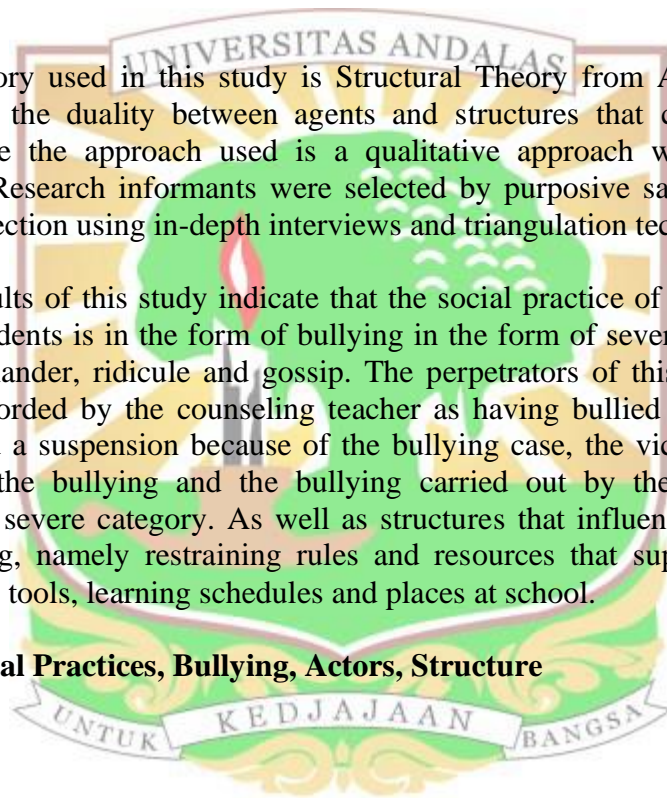 UNIVERSITAS ANDALAS
ory used in this study is Structural Theory from A
the duality between agents and structures that c
e the approach used is a qualitative approach w
Research informants were selected by purposive sa
ection using in-depth interviews and triangulation tec
ults of this study indicate that the social practice of
dents is in the form of bullying in the form of sever
lander, ridicule and gossip. The perpetrators of this
orded by the counseling teacher as having bullied
a suspension because of the bullying case, the vic
the bullying and the bullying carried out by the
severe category. As well as structures that influen
g, namely restraining rules and resources that sup
tools, learning schedules and places at school.
al Practices, Bullying, Actors, Structure
UNTUK KEDJAJAAN BANGSA